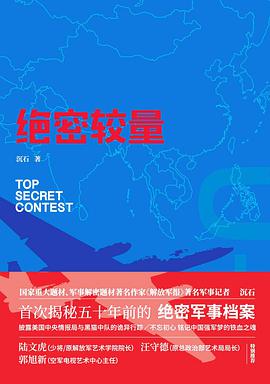 绝密较量
沉石 著
TOP
SECRET
CONTEST
国家重大题材、军事解密题材著名作家《解放军报》著名军事记者 沉石
首次揭秘五十年前的 绝密军事档案
披露美国中央情报局与黑猫中队的诡异行踪/不忘初心 铭记中国强军梦的铁血之魂
陆文虎(少将/原解放军艺术学院院长) 汪守德(原总政治部艺术局局长)
郭旭新(空军电视艺术中心主任)
特别推荐